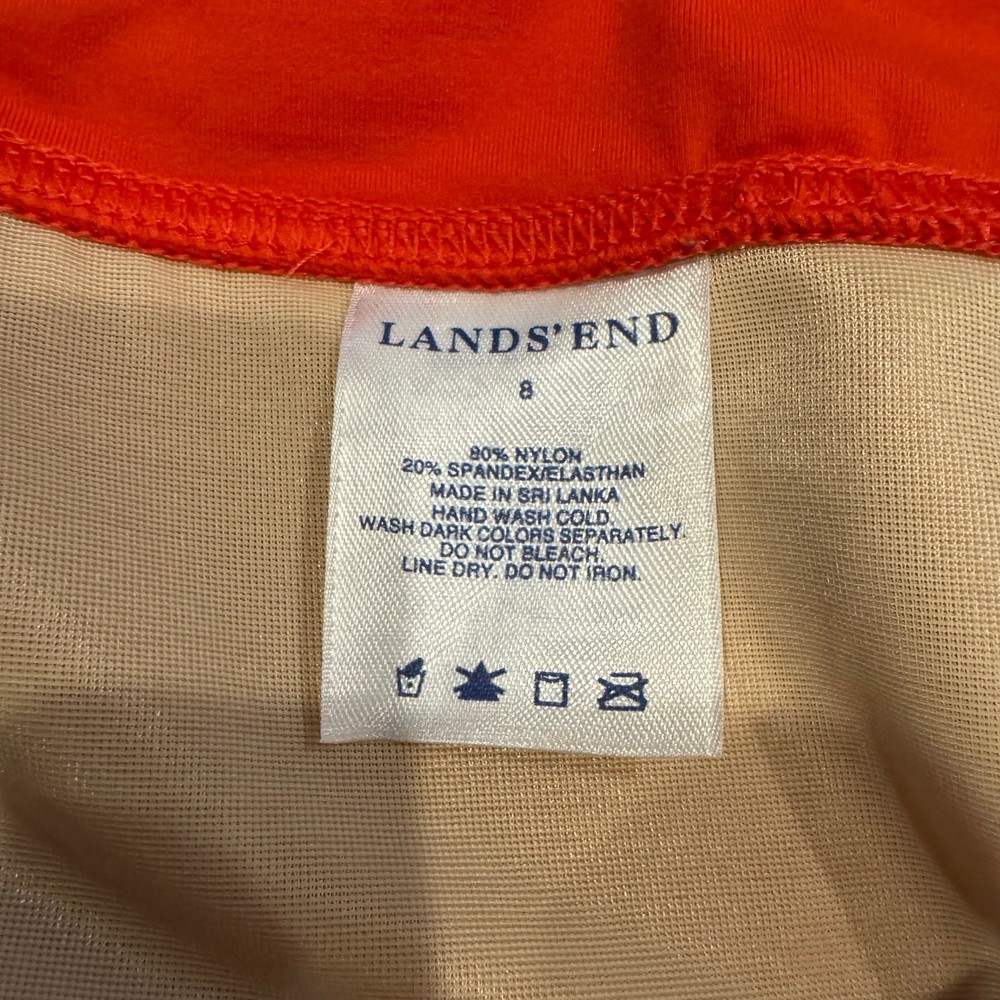 LANDS' END
8
80% NYLON
20% SPANDEX/ELASTHAN
MADE IN SRI LANKA
HAND WASH COLD.
WASH DARK COLORS SEPARATELY.
DO NOT BLEACH.
LINE DRY. DO NOT IRON.